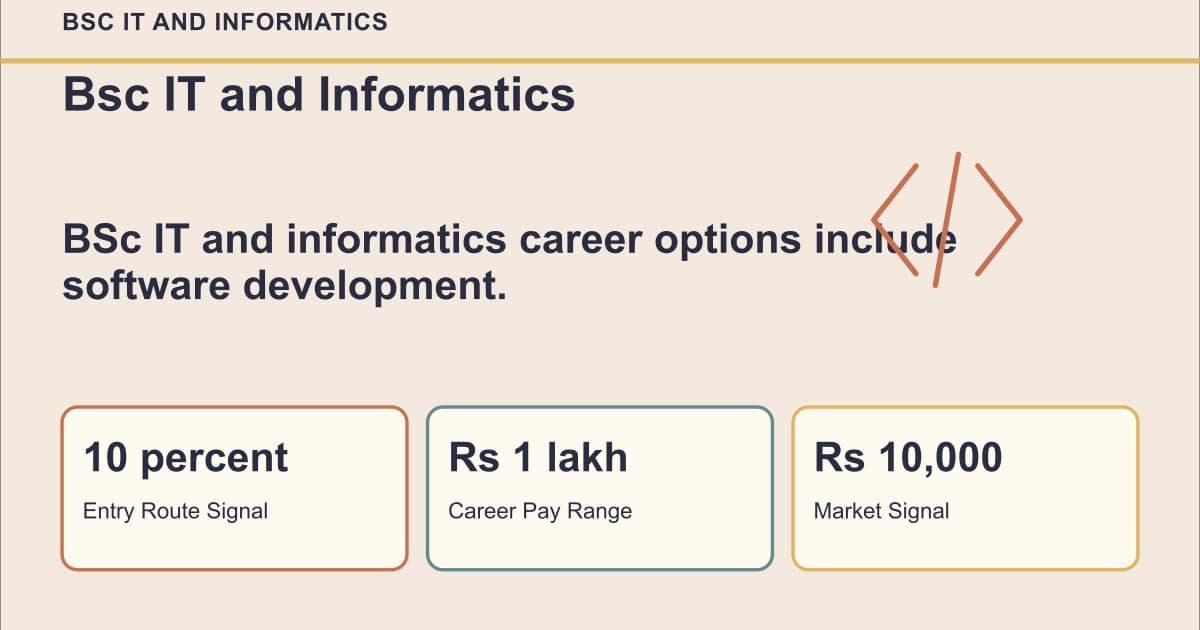 BSC IT AND INFORMATICS
Bsc IT and Informatics
BSc IT and informatics career options include
software development.
10 percent
Entry Route Signal
Rs 1 lakh
Career Pay Range
Rs 10,000
Market Signal